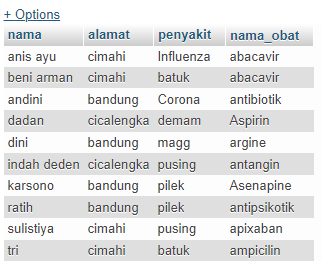 + Options
nama alamat penyakit nama_obat
anis ayu cimahi Influenza abacavir
beni arman cimahi batuk abacavir
andini bandung Corona antibiotik
dadan cicalengka demam Aspirin
dini bandung magg argine
indah deden cicalengka pusing antangin
karsono bandung pilek Asenapine
ratih bandung pilek antipsikotik
sulistiya cimahi pusing apixaban
tri cimahi batuk ampicilin